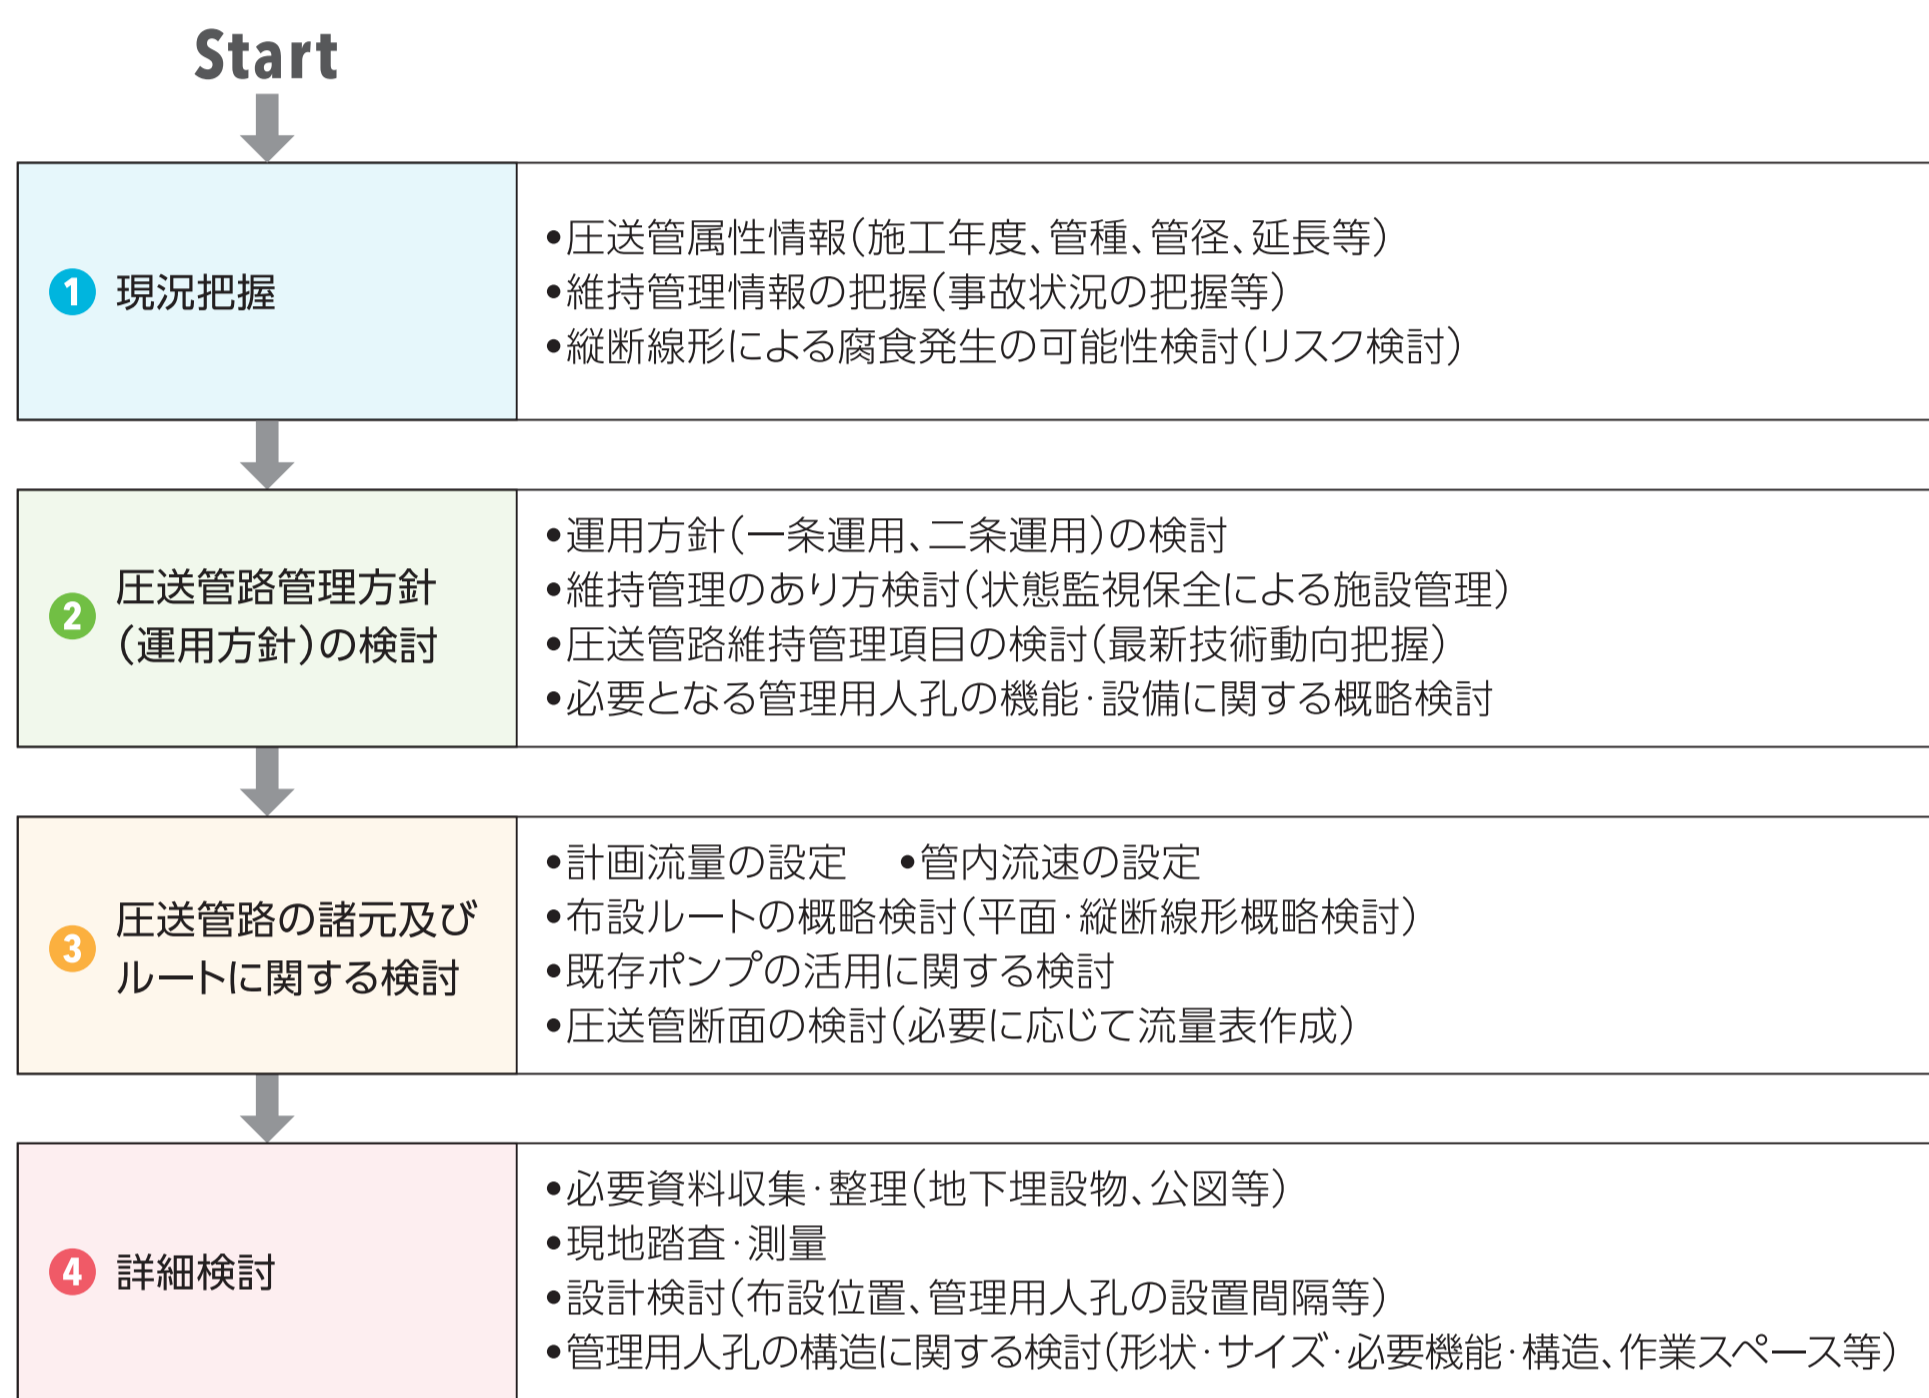 Start
1 現況把握
•圧送管属性情報（施工年度、管種、管径、延長等）
•維持管理情報の把握（事故状況の把握等）
•縦断線形による腐食発生の可能性検討（リスク検討）
2 圧送管路管理方針
（運用方針）の検討
•運用方針（一条運用、二条運用）の検討
•維持管理のあり方検討（状態監視保全による施設管理）
•圧送管路維持管理項目の検討（最新技術動向把握）
•必要となる管理用人孔の機能・設備に関する概略検討
3 圧送管路の諸元及び
ルートに関する検討
•計画流量の設定　•管内流速の設定
•布設ルートの概略検討（平面・縦断線形概略検討）
•既存ポンプの活用に関する検討
•圧送管断面の検討（必要に応じて流量表作成）
4 詳細検討
•必要資料収集・整理（地下埋設物、公図等）
•現地踏査・測量
•設計検討（布設位置、管理用人孔の設置間隔等）
•管理用人孔の構造に関する検討（形状・サイズ・必要機能・構造、作業スペース等）